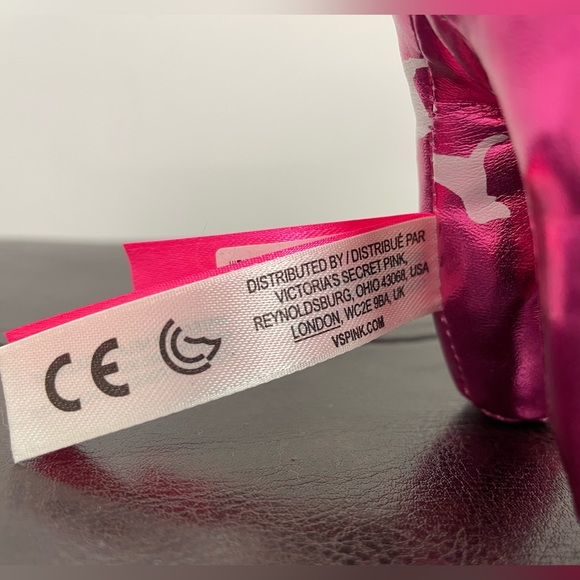 CE
DISTRIBUTED BY / DISTRIBUÉ PAR
VICTORIA'S SECRET PINK,
REYNOLDSBURG, OHIO 43068, USA
LONDON, WC2E 9BA, UK
VSPINK.COM